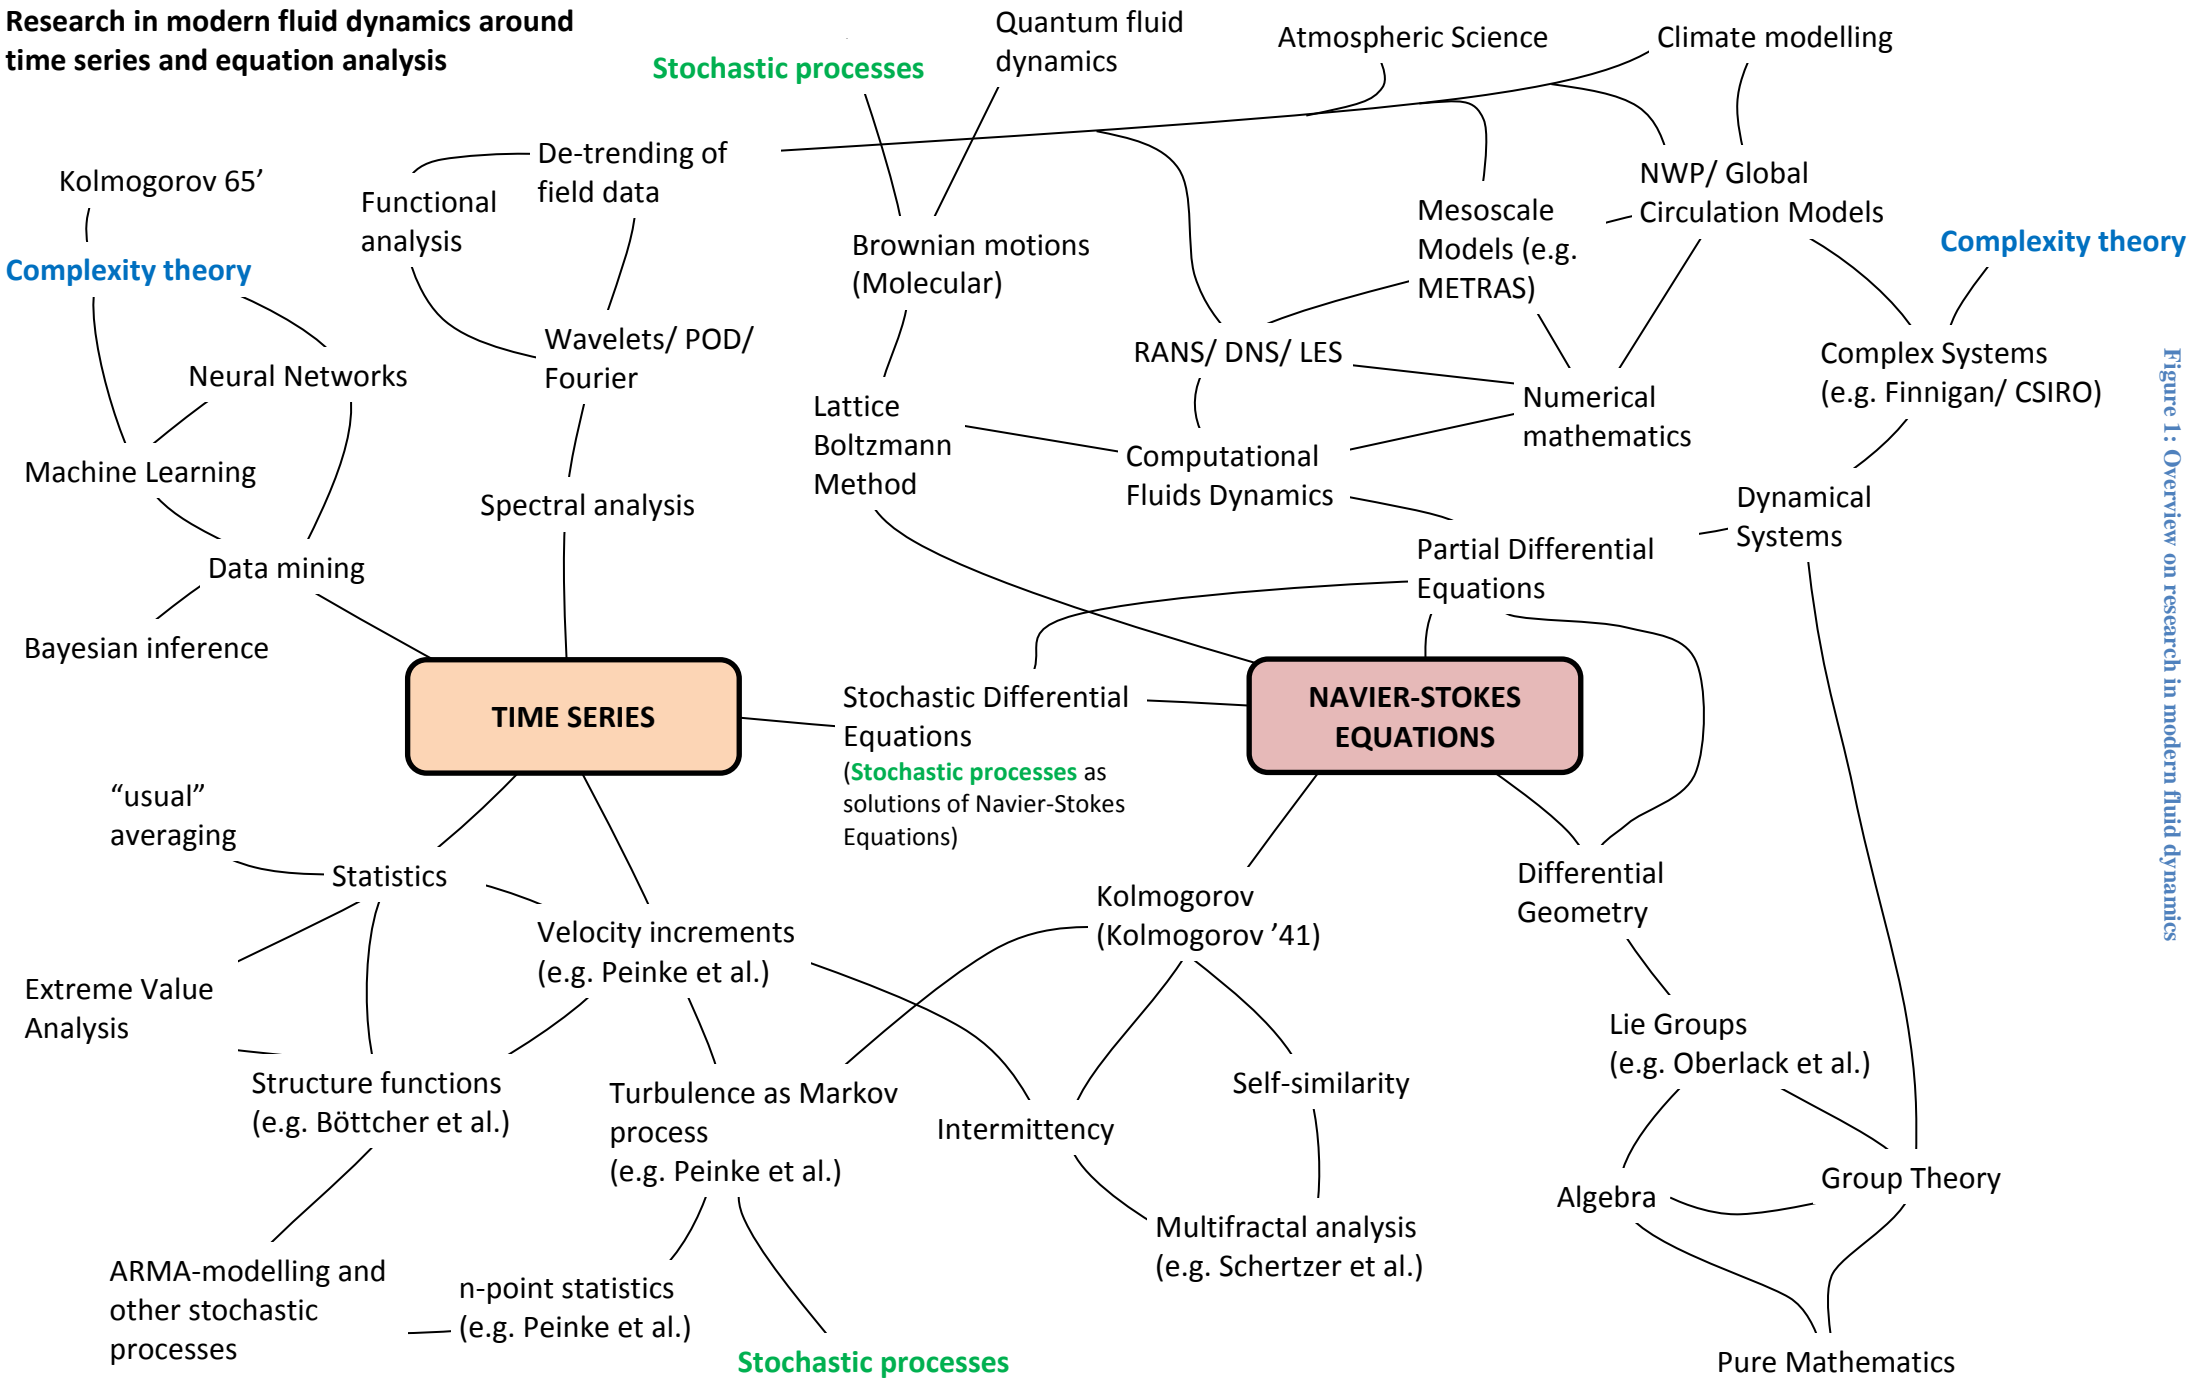 Research in modern fluid dynamics around
time series and equation analysis
Stochastic processes
Quantum fluid
dynamics
Atmospheric Science
Climate modelling
Kolmogorov 65’
Functional
analysis
De-trending of
field data
Brownian motions
(Molecular)
Mesoscale
Models (e.g.
METRAS)
NWP/ Global
Circulation Models
Complexity theory
Complexity theory
Neural Networks
Wavelets/ POD/
Fourier
RANS/ DNS/ LES
Complex Systems
(e.g. Finnigan/ CSIRO)
Lattice
Boltzmann
Method
Numerical
mathematics
Machine Learning
Spectral analysis
Computational
Fluids Dynamics
Dynamical
Systems
Data mining
Partial Differential
Equations
Bayesian inference
TIME SERIES
Stochastic Differential
Equations
(Stochastic processes as
solutions of Navier-Stokes
Equations)
NAVIER-STOKES
EQUATIONS
“usual”
averaging
Statistics
Velocity increments
(e.g. Peinke et al.)
Kolmogorov
(Kolmogorov ’41)
Differential
Geometry
Extreme Value
Analysis
Structure functions
(e.g. Böttcher et al.)
Turbulence as Markov
process
(e.g. Peinke et al.)
Intermittency
Self-similarity
Lie Groups
(e.g. Oberlack et al.)
Algebra
Group Theory
Multifractal analysis
(e.g. Schertzer et al.)
ARMA-modelling and
other stochastic
processes
n-point statistics
(e.g. Peinke et al.)
Stochastic processes
Pure Mathematics
Figure 1: Overview on research in modern fluid dynamics